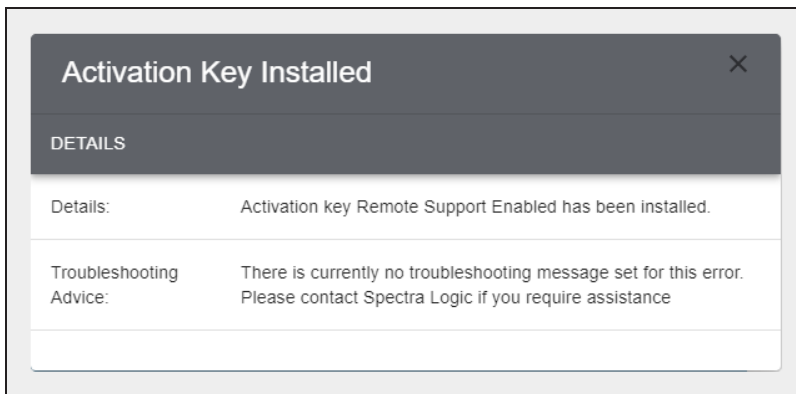 Activation Key Installed
DETAILS
Details: Activation key Remote Support Enabled has been installed.
Troubleshooting Advice: There is currently no troubleshooting message set for this error.
Please contact Spectra Logic if you require assistance